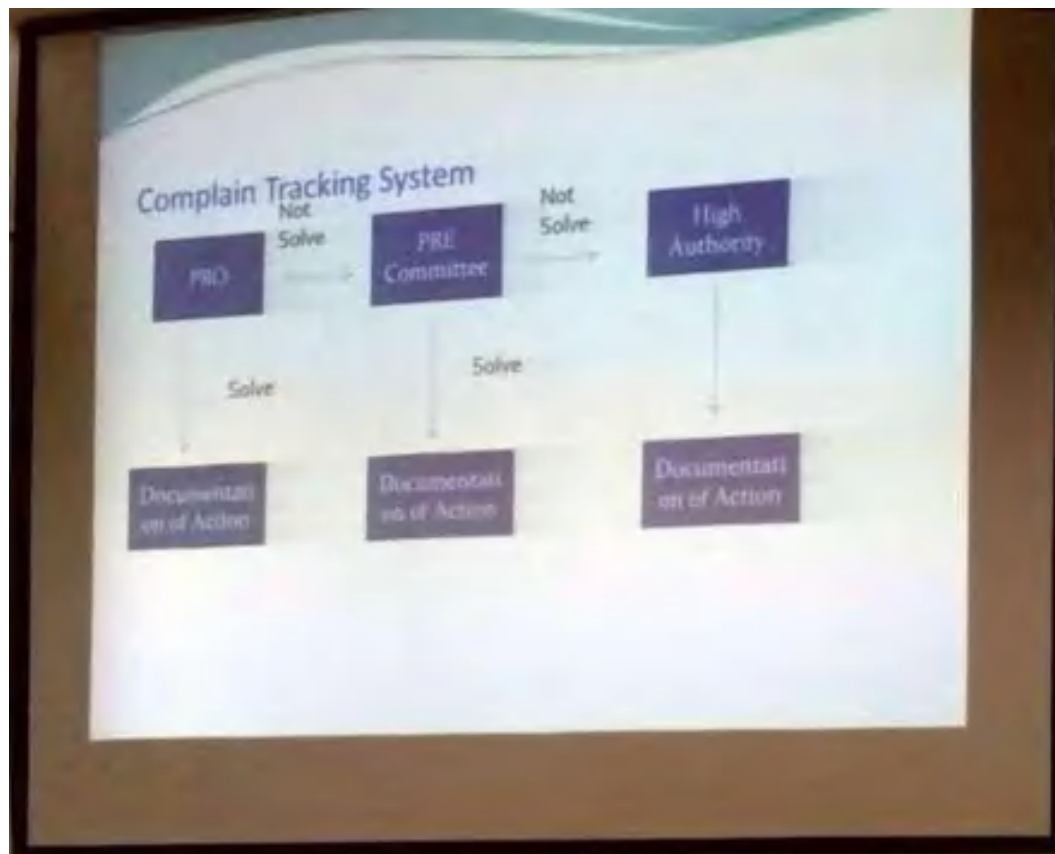 Complain Tracking System
Not
Solve
Not
Solve
PRO
PRE
Committee
High
Authority
Solve
Solve
Documentati
on of Action
Documentati
on of Action
Documentati
on of Action